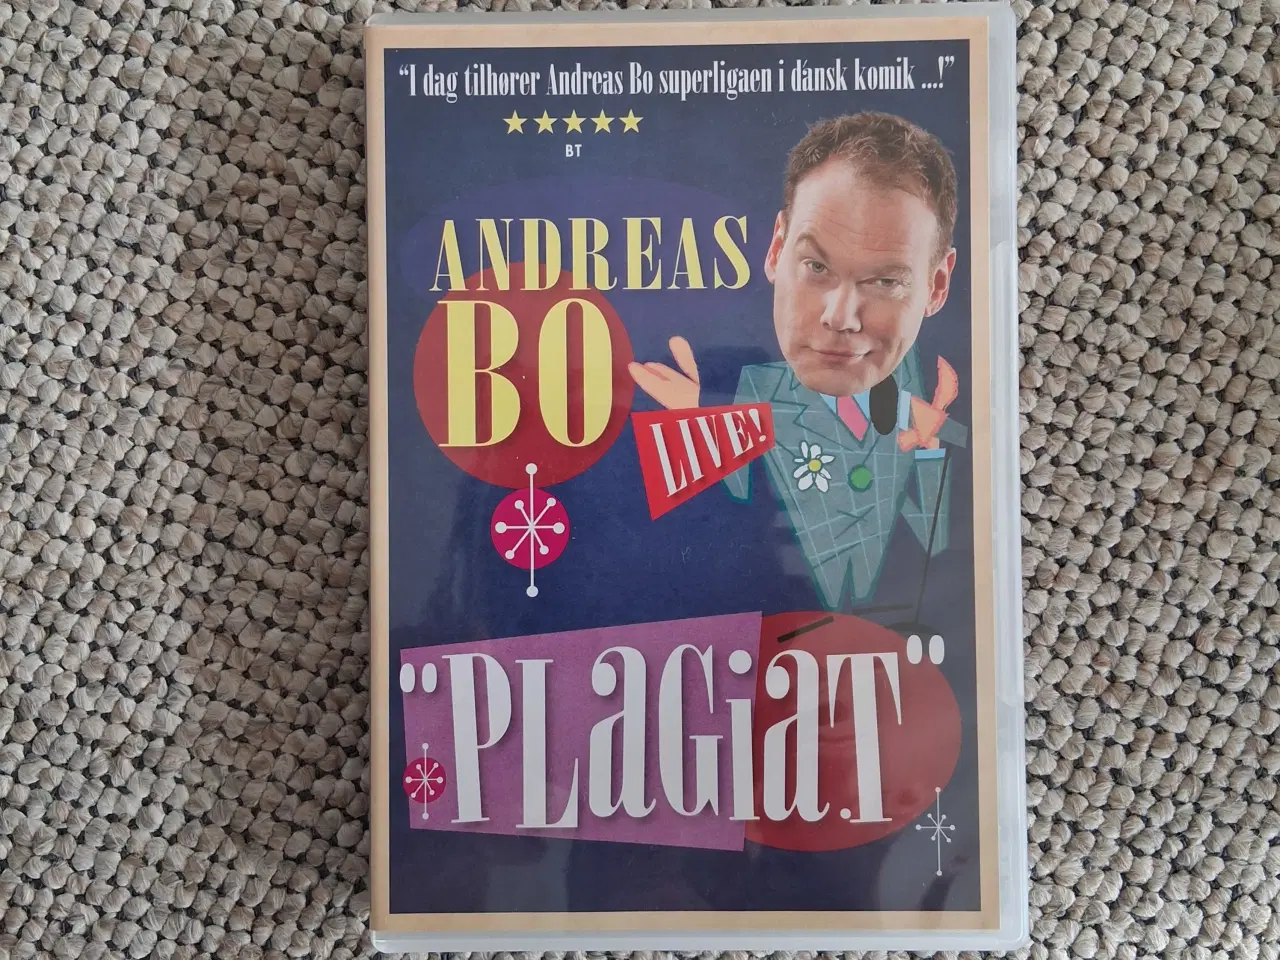 “I dag tilhører Andreas Bo superligaen i dansk komik ...!”
BT
ANDREAS
BO
LIVE!
"PLaGiaT"